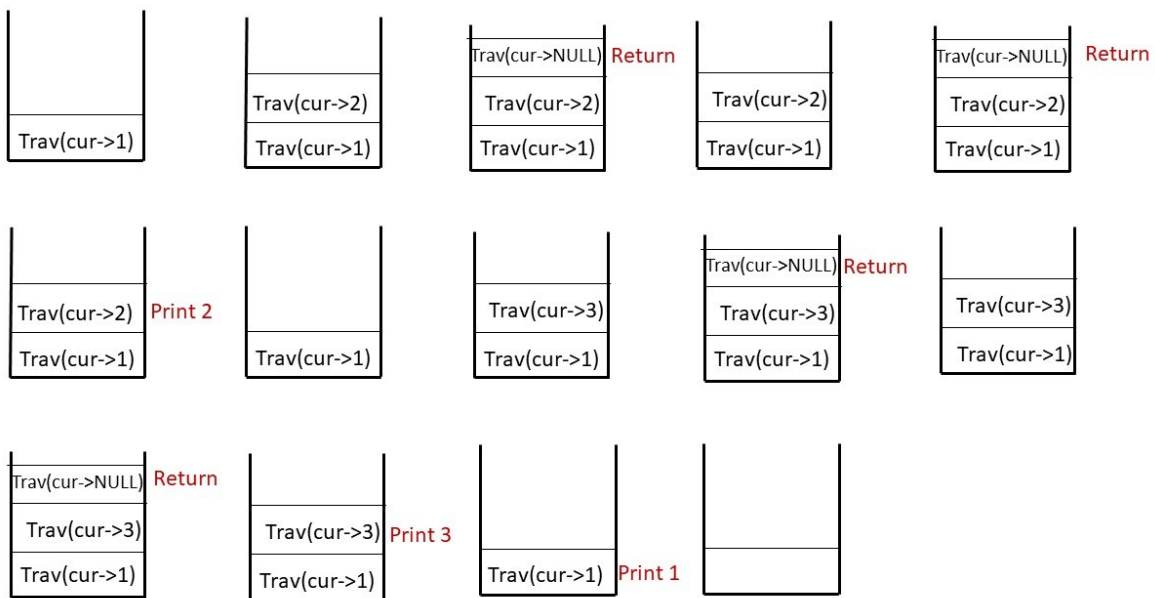 Trav(cur->1)
Trav(cur->2)
Trav(cur->1)
Trav(cur->NULL) Return
Trav(cur->2)
Trav(cur->1)
Trav(cur->2)
Trav(cur->1)
Trav(cur->NULL) Return
Trav(cur->2)
Trav(cur->1)
Trav(cur->2) Print 2
Trav(cur->1)
Trav(cur->1)
Trav(cur->3)
Trav(cur->1)
Trav(cur->NULL) Return
Trav(cur->3)
Trav(cur->1)
Trav(cur->3)
Trav(cur->1)
Trav(cur->NULL) Return
Trav(cur->3)
Trav(cur->1)
Trav(cur->3) Print 3
Trav(cur->1)
Trav(cur->1) Print 1